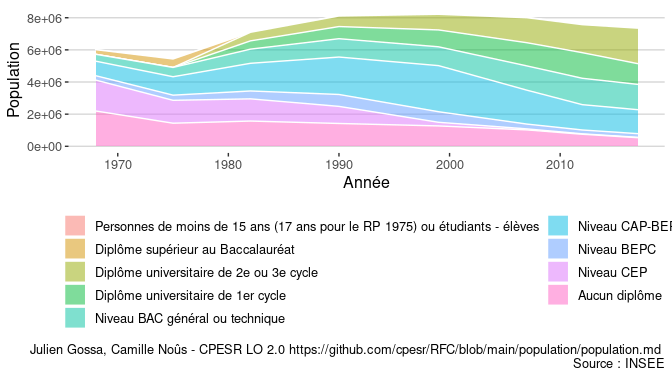 8e+06
6e+06
4e+06
2e+06
0e+00
Population
1970
1980
1990
2000
2010
Année
Personnes de moins de 15 ans (17 ans pour le RP 1975) ou étudiants - élèves
Diplôme supérieur au Baccalauréat
Diplôme universitaire de 2e ou 3e cycle
Diplôme universitaire de 1er cycle
Niveau BAC général ou technique
Niveau CAP-BEP
Niveau BEPC
Niveau CEP
Aucun diplôme
Julien Gossa, Camille Noûs - CPESR LO 2.0 https://github.com/cpesr/RFC/blob/main/population/population.md
Source : INSEE